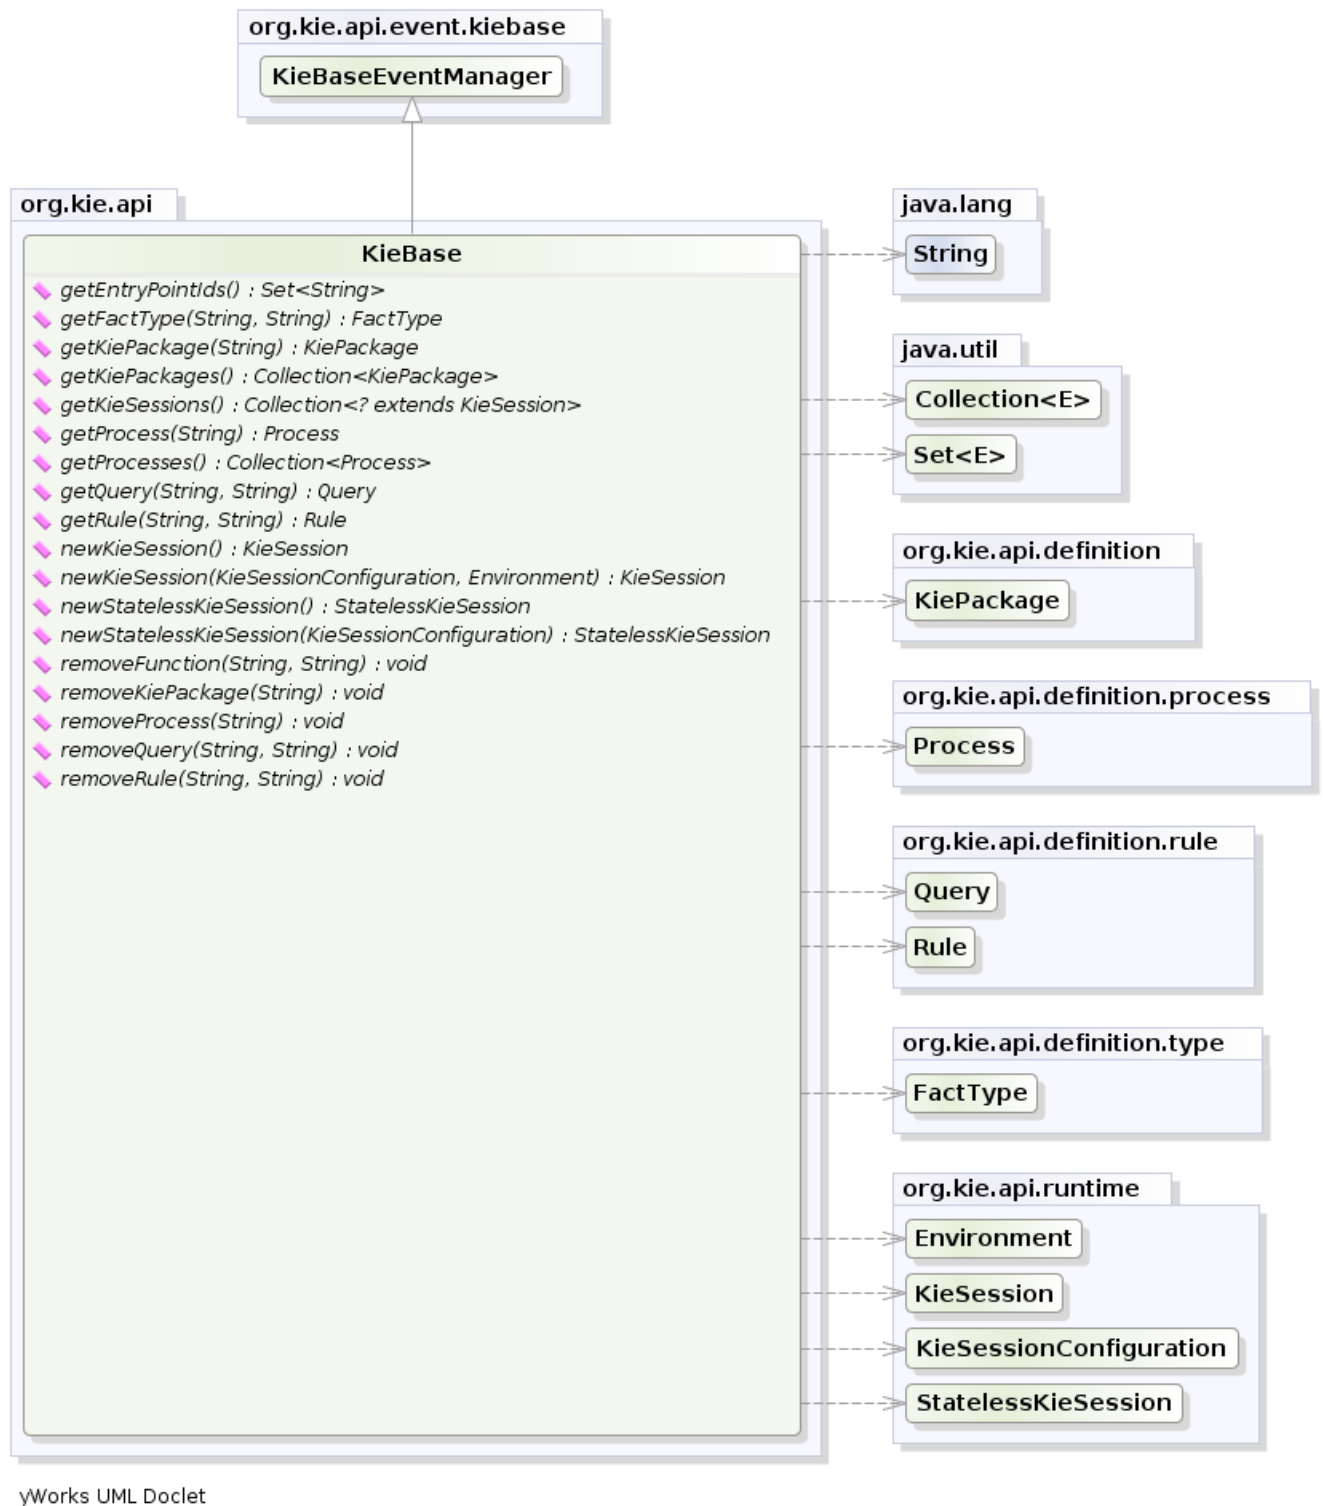 org.kie.api.event.kiebase
KieBaseEventManager
org.kie.api
KieBase
getEntryPointIds() : Set<String>
getFactType(String, String) : FactType
getKiePackage(String) : KiePackage
getKiePackages() : Collection<KiePackage>
getKieSessions() : Collection<? extends KieSession>
getProcess(String) : Process
getProcesses() : Collection<Process>
getQuery(String, String) : Query
getRule(String, String) : Rule
newKieSession() : KieSession
newKieSession(KieSessionConfiguration, Environment) : KieSession
newStatelessKieSession() : StatelessKieSession
newStatelessKieSession(KieSessionConfiguration) : StatelessKieSession
removeFunction(String, String) : void
removeKiePackage(String) : void
removeProcess(String) : void
removeQuery(String, String) : void
removeRule(String, String) : void
java.lang
String
java.util
Collection<E>
Set<E>
org.kie.api.definition
KiePackage
org.kie.api.definition.process
Process
org.kie.api.definition.rule
Query
Rule
org.kie.api.definition.type
FactType
org.kie.api.runtime
Environment
KieSession
KieSessionConfiguration
StatelessKieSession
yWorks UML Doclet